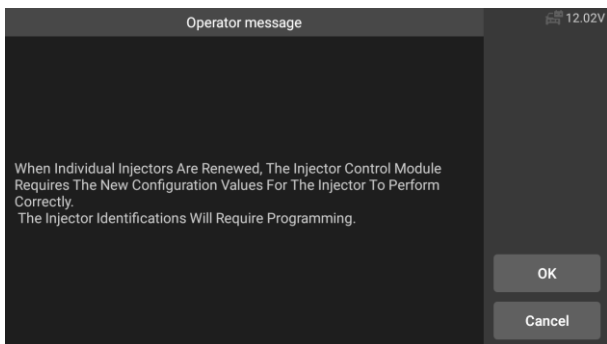 Operator message
12.02V
When Individual Injectors Are Renewed, The Injector Control Module
Requires The New Configuration Values For The Injector To Perform
Correctly.
The Injector Identifications Will Require Programming.
OK
Cancel